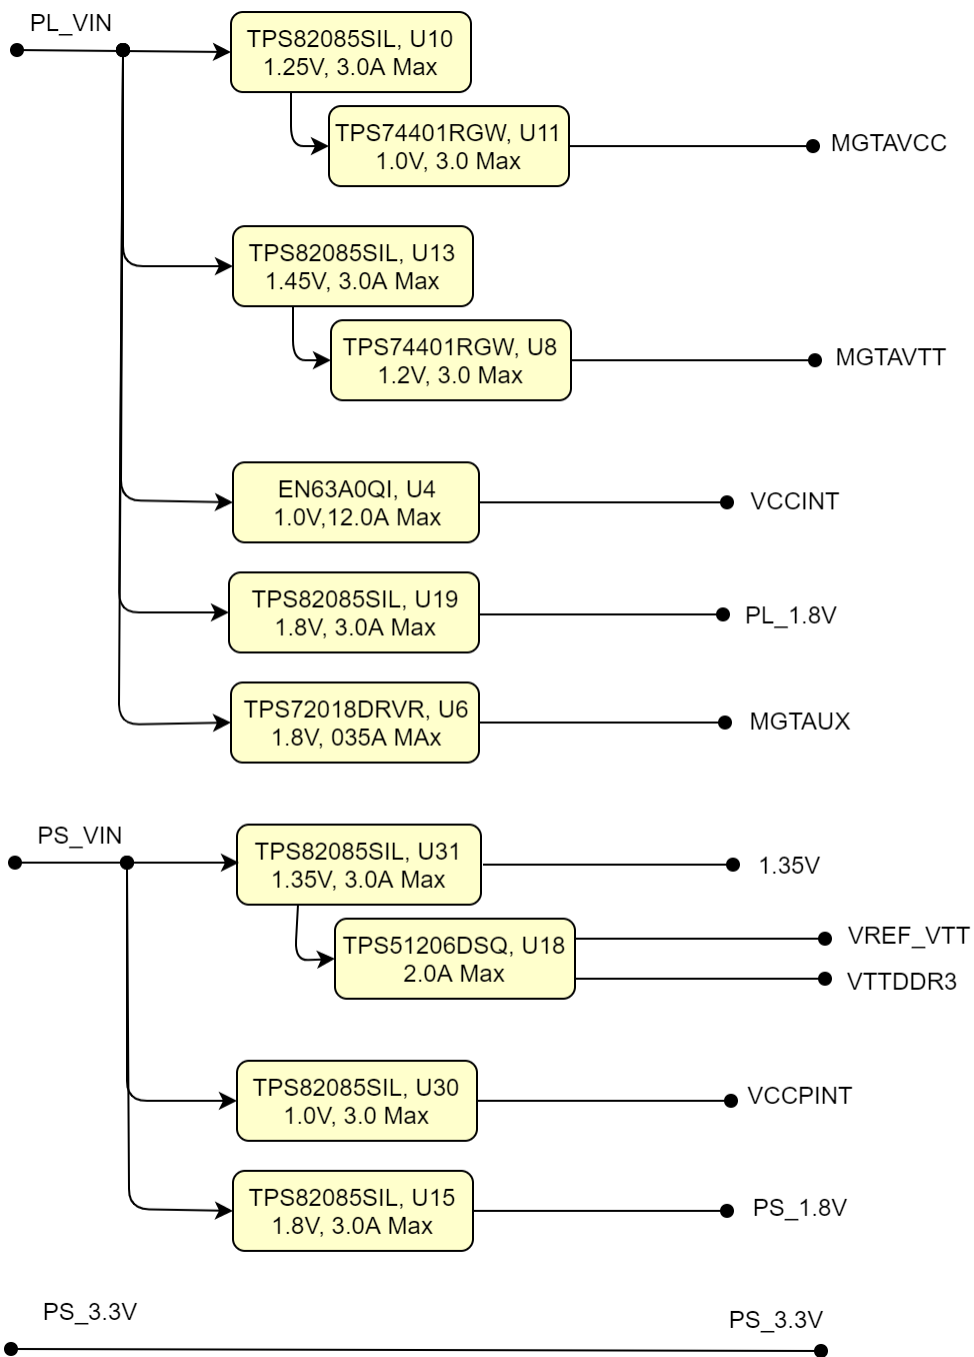 PL_VIN
TPS82085SIL, U10
1.25V, 3.0A Max
TPS74401RGW, U11
1.0V, 3.0 Max
MGTAVCC
TPS82085SIL, U13
1.45V, 3.0A Max
TPS74401RGW, U8
1.2V, 3.0 Max
MGTAVTT
EN63A0QI, U4
1.0V,12.0A Max
VCCINT
TPS82085SIL, U19
1.8V, 3.0A Max
PL_1.8V
TPS72018DRVR, U6
1.8V, 035A MAx
MGTAUX
PS_VIN
TPS82085SIL, U31
1.35V, 3.0A Max
1.35V
TPS51206DSQ, U18
2.0A Max
VREF_VTT
VTTDDR3
TPS82085SIL, U30
1.0V, 3.0 Max
VCCPINT
TPS82085SIL, U15
1.8V, 3.0A Max
PS_1.8V
PS_3.3V
PS_3.3V